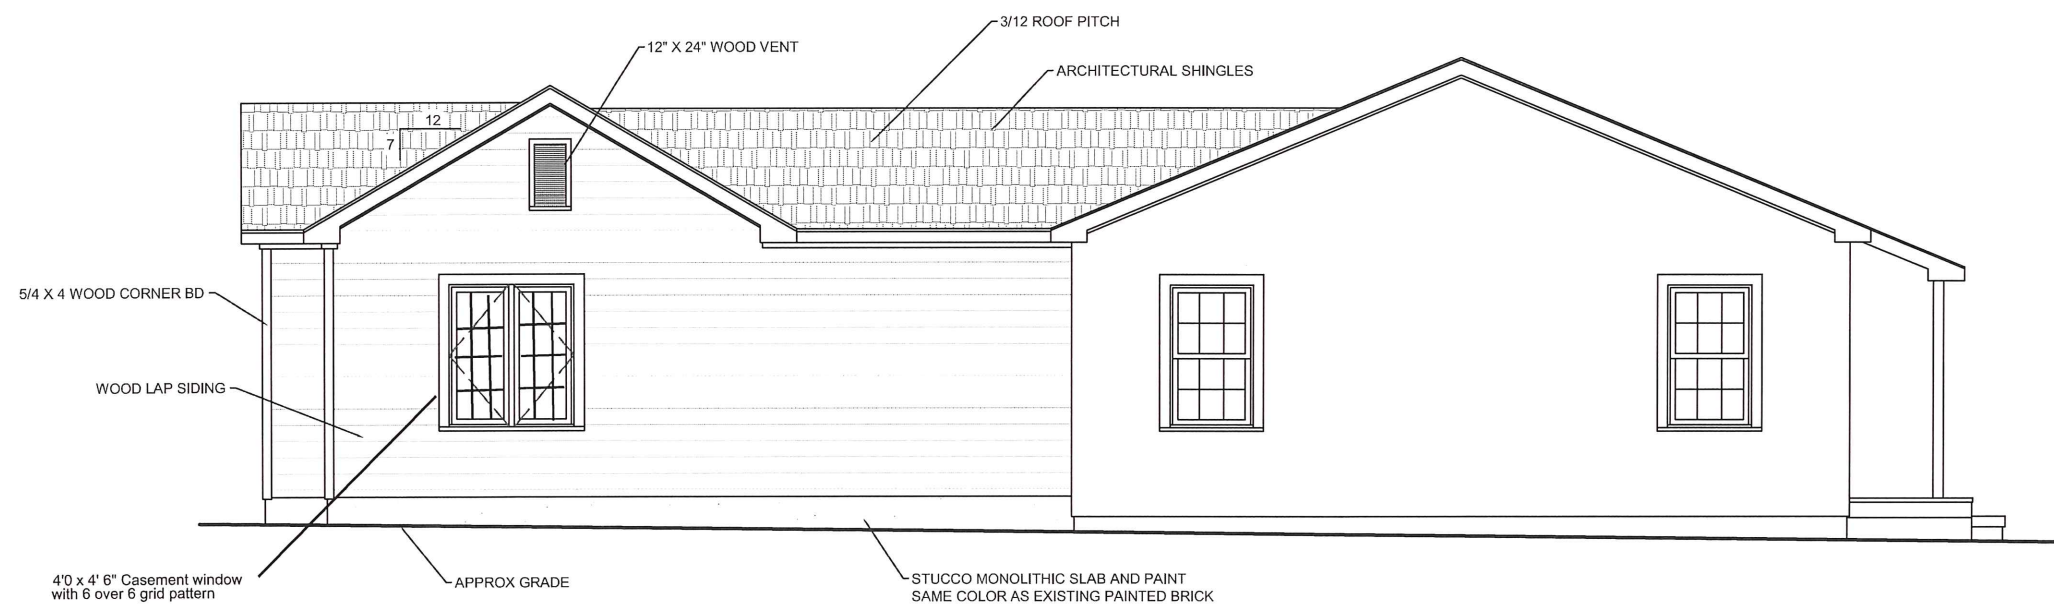 3/12 ROOF PITCH
12" X 24" WOOD VENT
ARCHITECTURAL SHINGLES
12
7
5/4 X 4 WOOD CORNER BD
WOOD LAP SIDING
4'0 x 4' 6" Casement window
with 6 over 6 grid pattern
APPROX GRADE
STUCCO MONOLITHIC SLAB AND PAINT
SAME COLOR AS EXISTING PAINTED BRICK